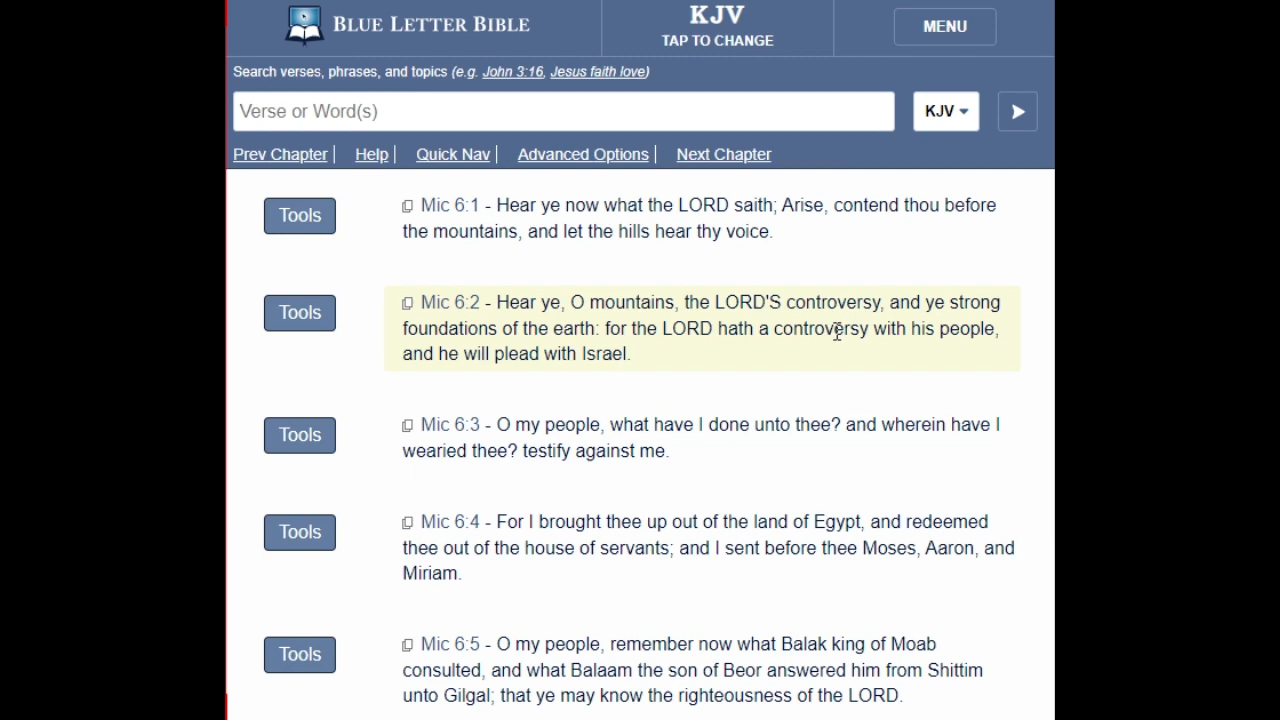 BLUE LETTER BIBLE
KJV
TAP TO CHANGE
MENU
Search verses, phrases, and topics (e.g. John 3:16, Jesus faith love)
Verse or Word(s)
KJV
Prev Chapter | Help | Quick Nav | Advanced Options | Next Chapter
Tools
Mic 6:1 - Hear ye now what the LORD saith; Arise, contend thou before
the mountains, and let the hills hear thy voice.
Tools
Mic 6:2 - Hear ye, O mountains, the LORD'S controversy, and ye strong
foundations of the earth: for the LORD hath a controversy with his people,
and he will plead with Israel.
Tools
Mic 6:3 - O my people, what have I done unto thee? and wherein have I
wearied thee? testify against me.
Tools
Mic 6:4 - For I brought thee up out of the land of Egypt, and redeemed
thee out of the house of servants; and I sent before thee Moses, Aaron, and
Miriam.
Tools
Mic 6:5 - O my people, remember now what Balak king of Moab
consulted, and what Balaam the son of Beor answered him from Shittim
unto Gilgal; that ye may know the righteousness of the LORD.